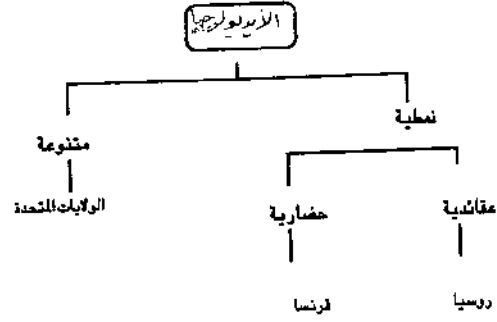 الأيديولوجيا
نمطية
متنوعة
عقائدية
حضارية
الولايات المتحدة
روسيا
فرنسا